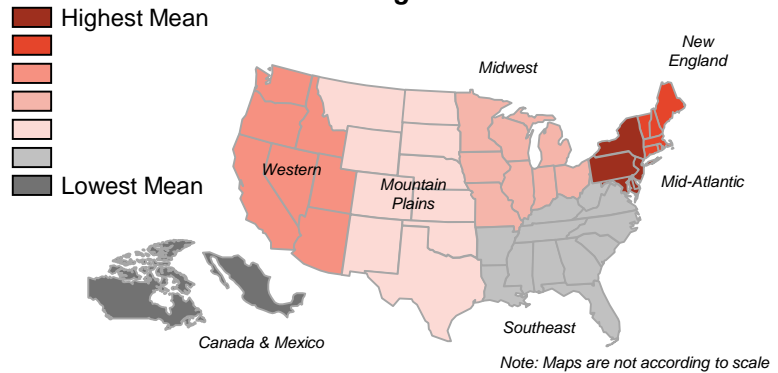 Highest Mean
New
England
Midwest
Western
Mountain
Plains
Lowest Mean
Mid-Atlantic
Southeast
Canada & Mexico
Note: Maps are not according to scale